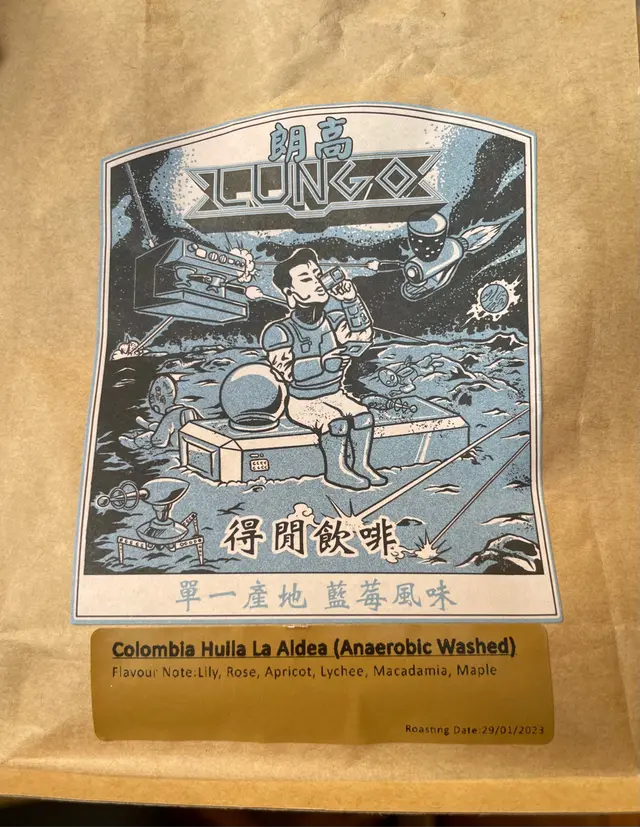 朗高
LUNGO
得閒飲啡
單一產地 藍莓風味
Colombia Huila La Aldea (Anaerobic Washed)
Flavour Note:Lily, Rose, Apricot, Lychee, Macadamia, Maple
Roasting Date:29/01/2023